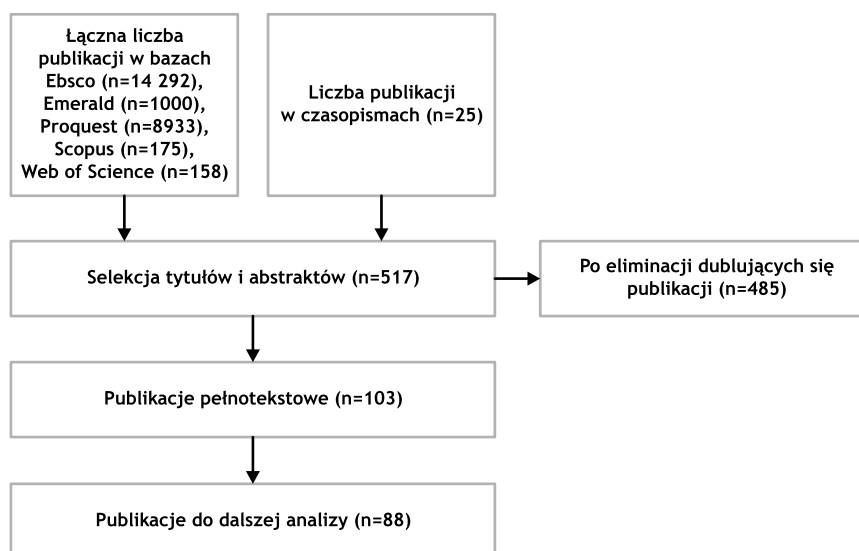 Łączna liczba
publikacji w bazach
Ebsco (n=14 292),
Emerald (n=1000),
Proquest (n=8933),
Scopus (n=175),
Web of Science (n=158)
Liczba publikacji
w czasopismach (n=25)
Selekcja tytułów i abstraktów (n=517)
Po eliminacji dublujących się
publikacji (n=485)
Publikacje pełnotekstowe (n=103)
Publikacje do dalszej analizy (n=88)